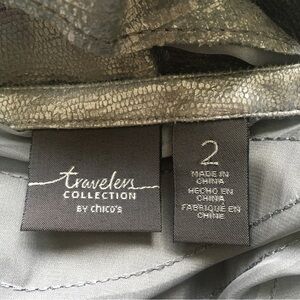 travelers
COLLECTION
BY chico's
2
MADE IN
CHINA
HECHO EN
CHINA
FABRIQUÉ EN
CHINE